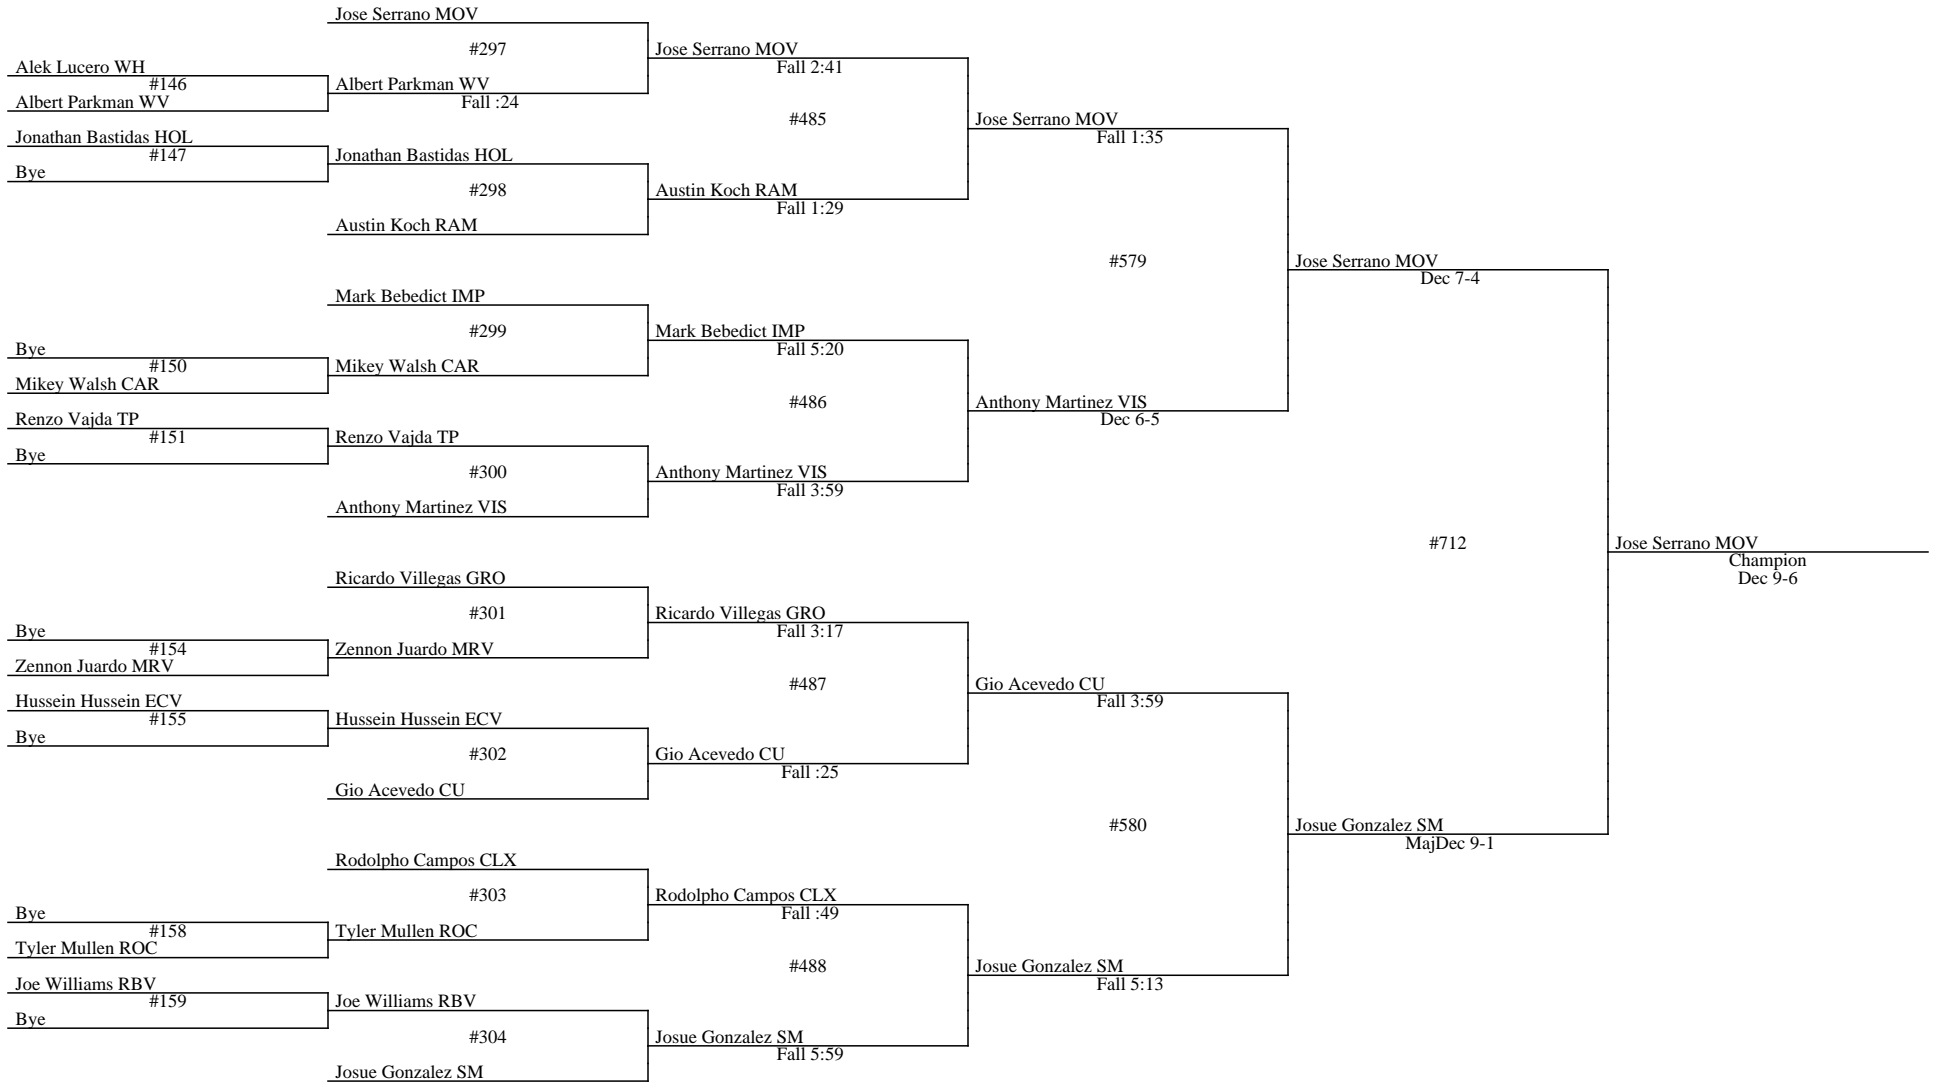 Jose Serrano MOV
#297
Jose Serrano MOV
Fall 2:41
Alek Lucero WH
#146
Albert Parkman WV
Albert Parkman WV
Fall :24
#485
Jose Serrano MOV
Fall 1:35
Jonathan Bastidas HOL
#147
Bye
Jonathan Bastidas HOL
#298
Austin Koch RAM
Fall 1:29
Austin Koch RAM
#579
Jose Serrano MOV
Dec 7-4
Mark Bebedict IMP
#299
Mark Bebedict IMP
Fall 5:20
Bye
#150
Mikey Walsh CAR
Mikey Walsh CAR
#486
Anthony Martinez VIS
Dec 6-5
Renzo Vajda TP
#151
Bye
Renzo Vajda TP
#300
Anthony Martinez VIS
Fall 3:59
Anthony Martinez VIS
#712
Jose Serrano MOV
Champion
Dec 9-6
Ricardo Villegas GRO
#301
Ricardo Villegas GRO
Fall 3:17
Bye
#154
Zennon Juardo MRV
Zennon Juardo MRV
#487
Gio Acevedo CU
Fall 3:59
Hussein Hussein ECV
#155
Bye
Hussein Hussein ECV
#302
Gio Acevedo CU
Fall :25
Gio Acevedo CU
#580
Josue Gonzalez SM
MajDec 9-1
Rodolpho Campos CLX
#303
Rodolpho Campos CLX
Fall :49
Bye
#158
Tyler Mullen ROC
Tyler Mullen ROC
#488
Josue Gonzalez SM
Fall 5:13
Joe Williams RBV
#159
Bye
Joe Williams RBV
#304
Josue Gonzalez SM
Fall 5:59
Josue Gonzalez SM